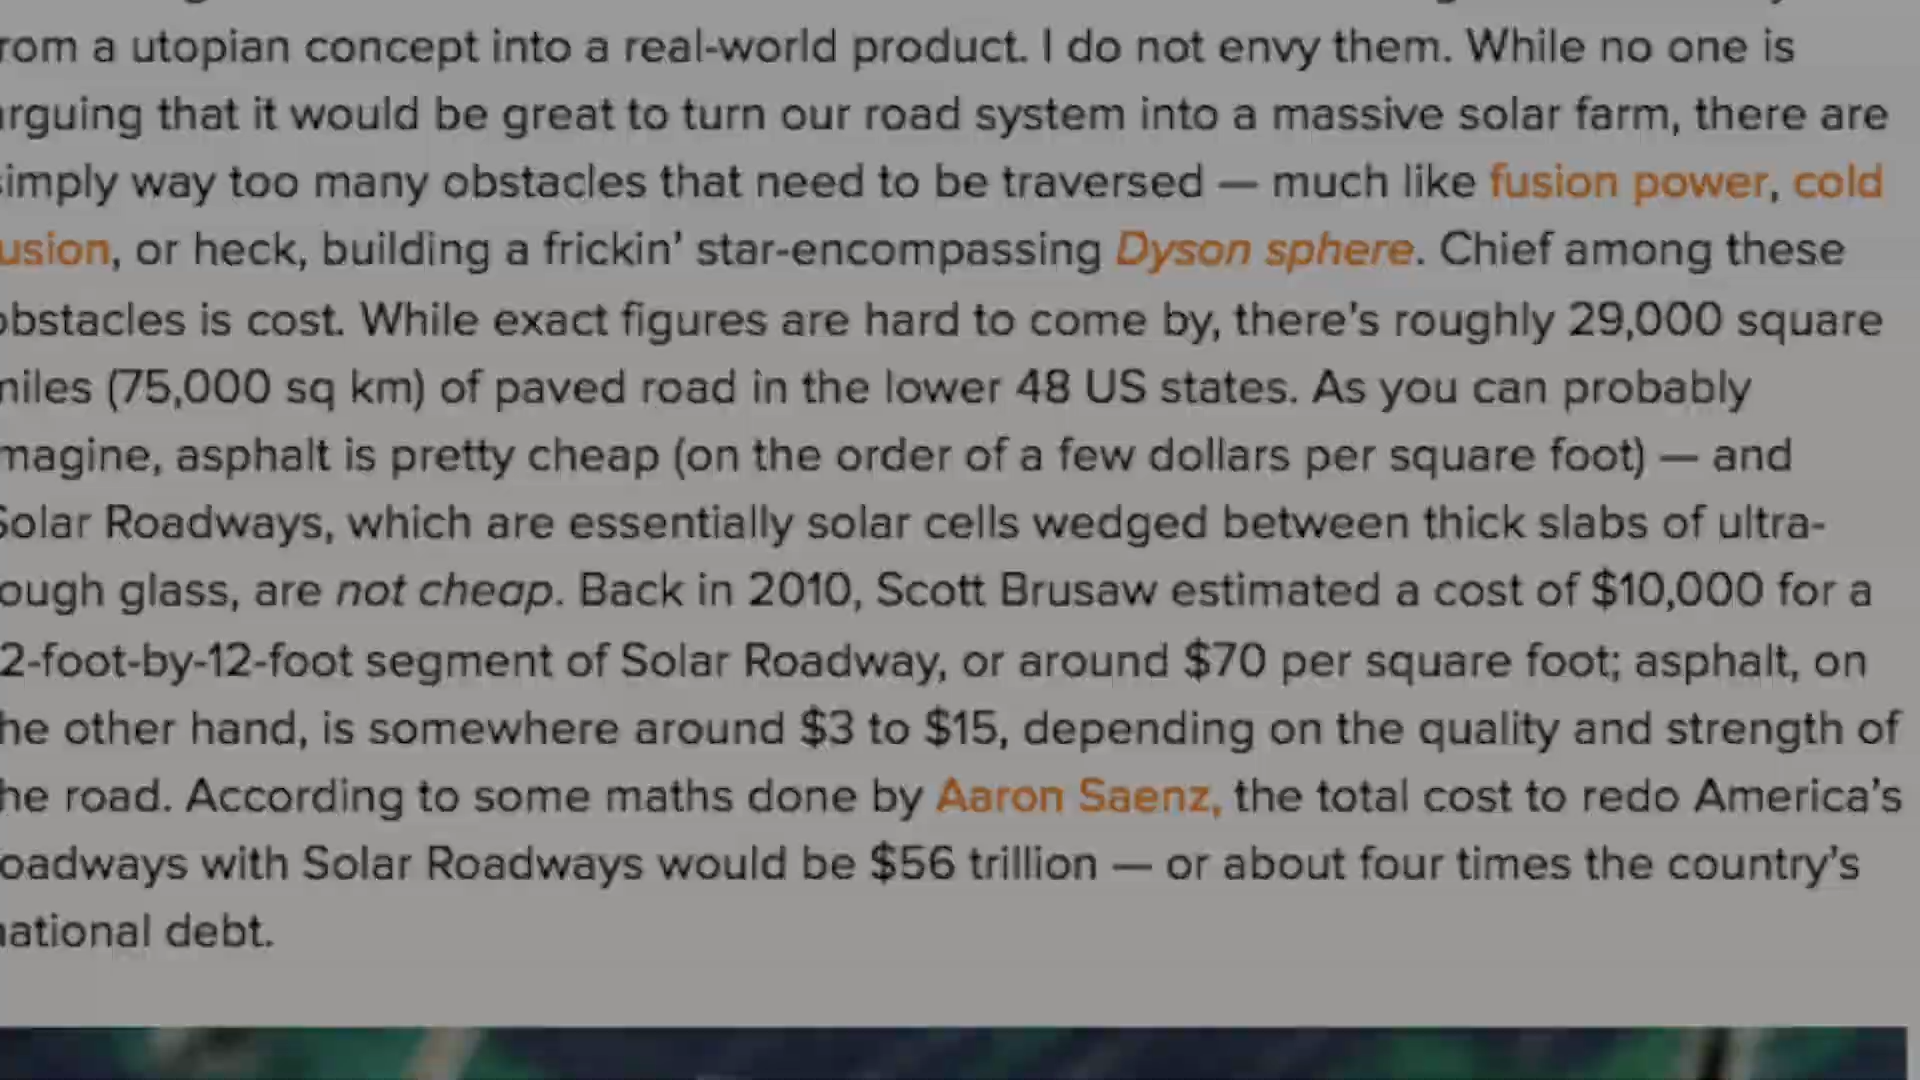 rom a utopian concept into a real-world product. I do not envy them. While no one is
rguing that it would be great to turn our road system into a massive solar farm, there are
simply way too many obstacles that need to be traversed — much like fusion power, cold
usion, or heck, building a frickin’ star-encompassing Dyson sphere. Chief among these
obstacles is cost. While exact figures are hard to come by, there’s roughly 29,000 square
miles (75,000 sq km) of paved road in the lower 48 US states. As you can probably
magine, asphalt is pretty cheap (on the order of a few dollars per square foot) — and
Solar Roadways, which are essentially solar cells wedged between thick slabs of ultra-
ough glass, are not cheap. Back in 2010, Scott Brusaw estimated a cost of $10,000 for a
2-foot-by-12-foot segment of Solar Roadway, or around $70 per square foot; asphalt, on
he other hand, is somewhere around $3 to $15, depending on the quality and strength of
he road. According to some maths done by Aaron Saenz, the total cost to redo America’s
oadways with Solar Roadways would be $56 trillion — or about four times the country’s
national debt.